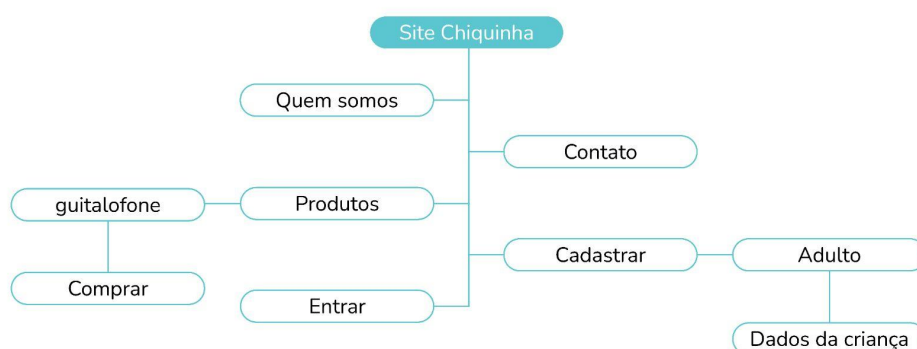 Site Chiquinha
Quem somos
Contato
guitalofone
Produtos
Cadastrar
Adulto
Comprar
Entrar
Dados da criança